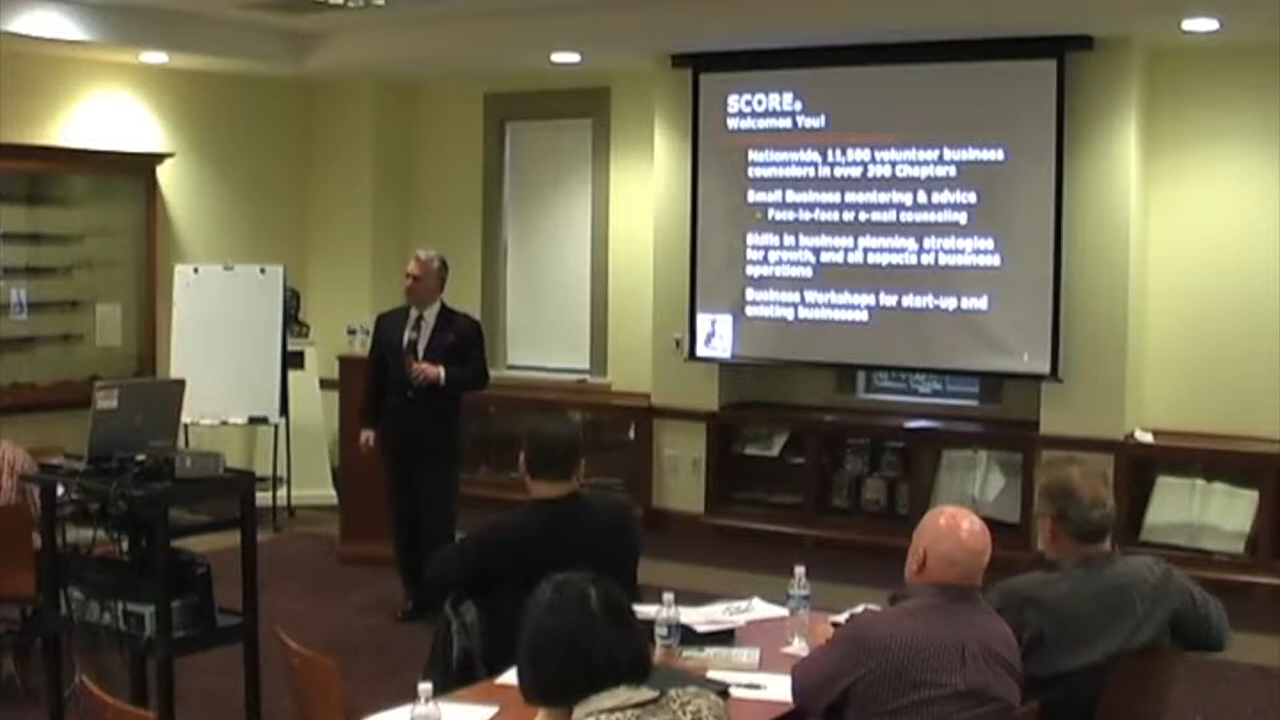 SCORE®
Welcomes You!
Nationwide, 11,500 volunteer business
counselors in over 390 Chapters
Small Business mentoring & advice
- Face-to-face or e-mail counseling
Skills in business planning, strategies
for growth, and all aspects of business
operations
Business Workshops for start-up and
existing businesses